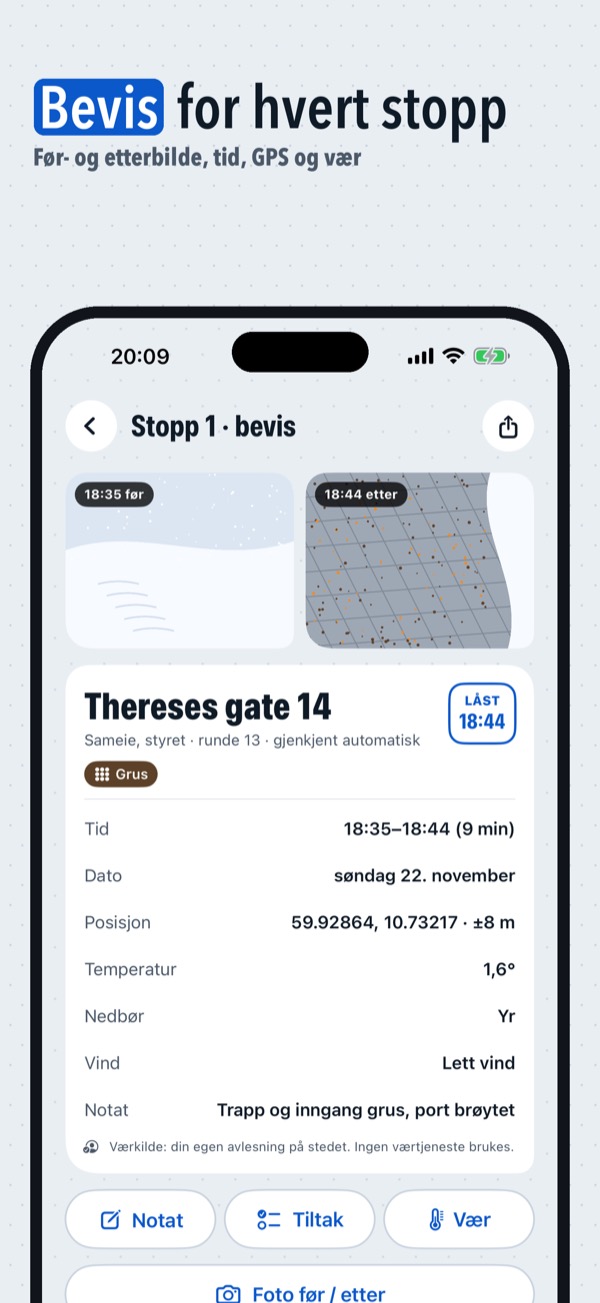 Bevis for hvert stopp
Før- og etterbilde, tid, GPS og vær
20:09
Stopp 1 · bevis
18:35 før
18:44 etter
Thereses gate 14
LÅST
18:44
Sameie, styret · runde 13 · gjenkjent automatisk
Grus
Tid 18:35–18:44 (9 min)
Dato søndag 22. november
Posisjon 59.92864, 10.73217 · ±8 m
Temperatur 1,6°
Nedbør Yr
Vind Lett vind
Notat Trapp og inngang grus, port brøytet
Værkilde: din egen avlesning på stedet. Ingen værtjeneste brukes.
Notat
Tiltak
Vær
Foto før / etter